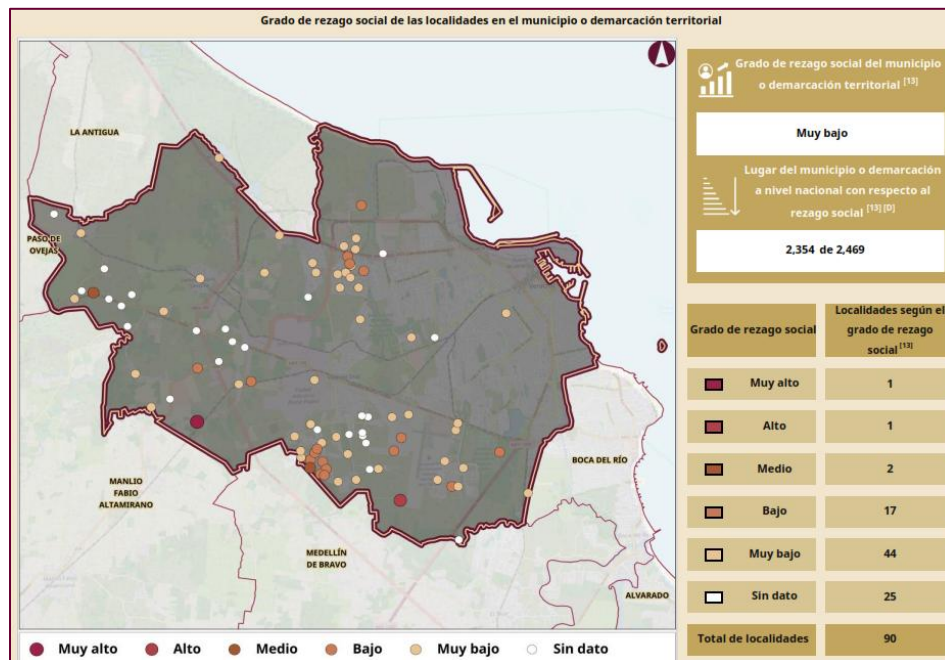 Grado de rezago social de las localidades en el municipio o demarcación territorial
LA ANTIGUA
PASO DE
OVEJAS
MANLIO
FABIO
ALTAMIRANO
MEDELLÍN
DE BRAVO
BOCA DEL RÍO
ALVARADO
Muy alto
Alto
Medio
Bajo
Muy bajo
Sin dato
Grado de rezago social del municipio
o demarcación territorial [13]
Muy bajo
Lugar del municipio o demarcación
a nivel nacional con respecto al
rezago social [13] [D]
2,354 de 2,469
Grado de rezago social
Localidades según el
grado de rezago
social [13]
Muy alto 1
Alto 1
Medio 2
Bajo 17
Muy bajo 44
Sin dato 25
Total de localidades 90